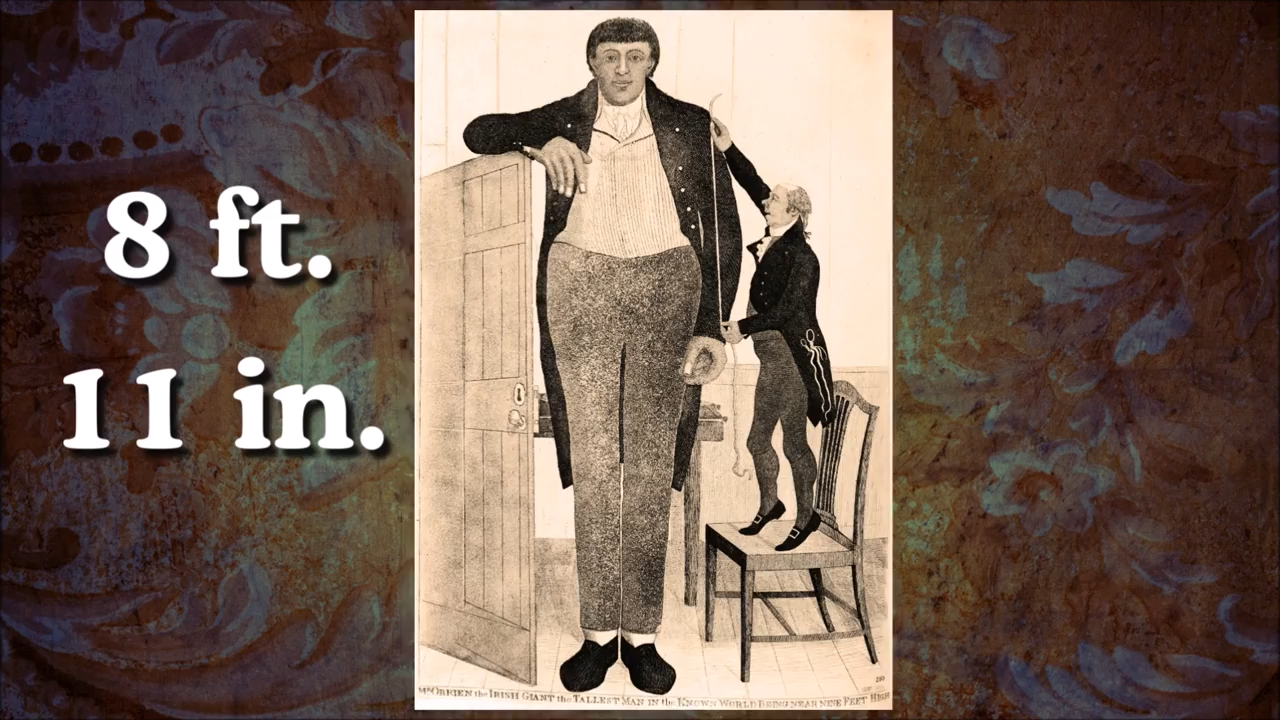 8 ft.
11 in.
Mr O'BRIEN the IRISH GIANT the TALLEST MAN in the KNOWN WORLD BEING NEAR NINE FEET HIGH